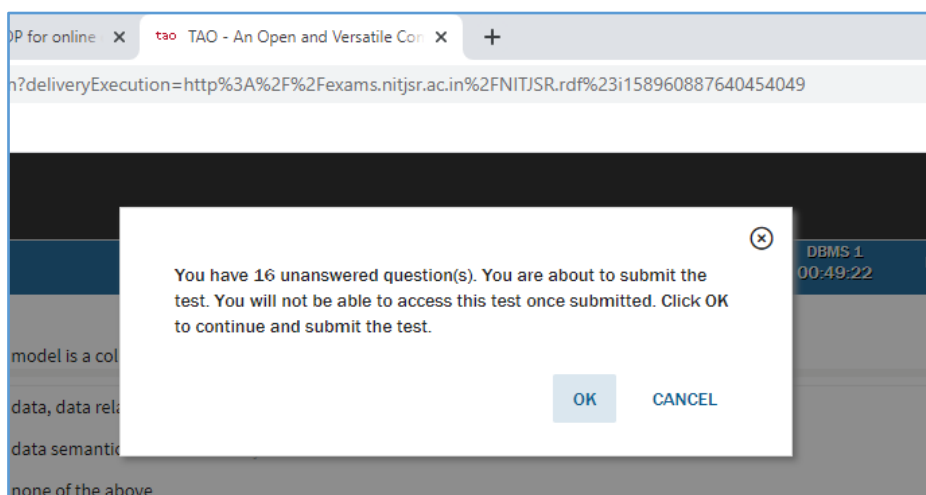 DP for online
tao TAO - An Open and Versatile Con
n?deliveryExecution=http%3A%2F%2Fexams.nitjsr.ac.in%2FNITJSR.rdf%23i158960887640454049
DBMS 1
00:49:22
You have 16 unanswered question(s). You are about to submit the
test. You will not be able to access this test once submitted. Click OK
to continue and submit the test.
OK CANCEL
model is a col
data, data rela
data semantic
none of the above